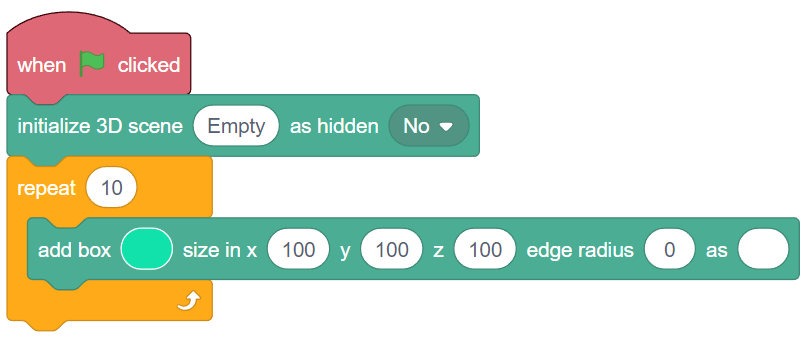 when clicked
initialize 3D scene Empty as hidden No
repeat 10
add box size in x 100 y 100 z 100 edge radius 0 as